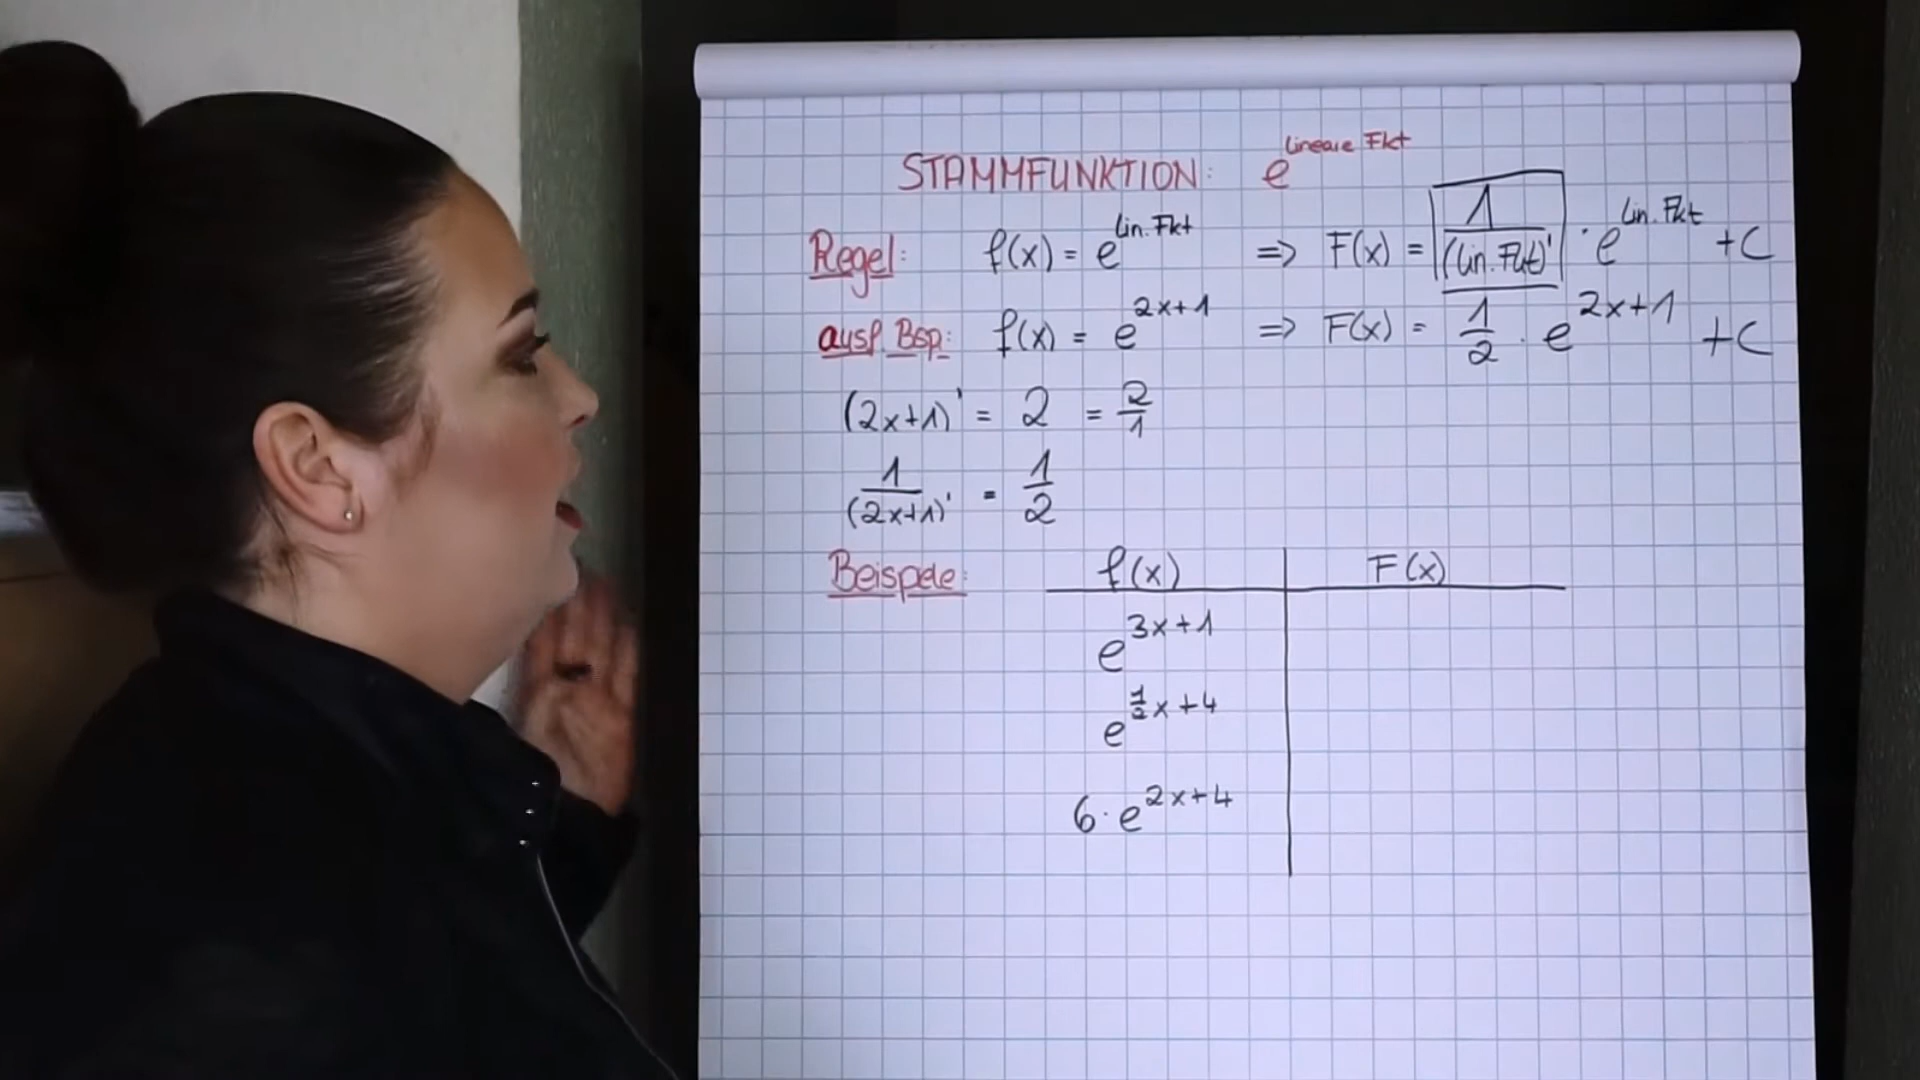 STAMMFUNKTION: e^lineare Fkt
Regel: f(x) = e^lin. Fkt => F(x) = 1/(lin. Fkt)' · e^lin. Fkt + C
ausf. Bsp: f(x) = e^2x+1 => F(x) = 1/2 · e^2x+1 + C
(2x+1)' = 2 = 2/1
1/(2x+1)' = 1/2
Beispiele: f(x) F(x)
e^3x+1
e^1/2x+4
6·e^2x+4